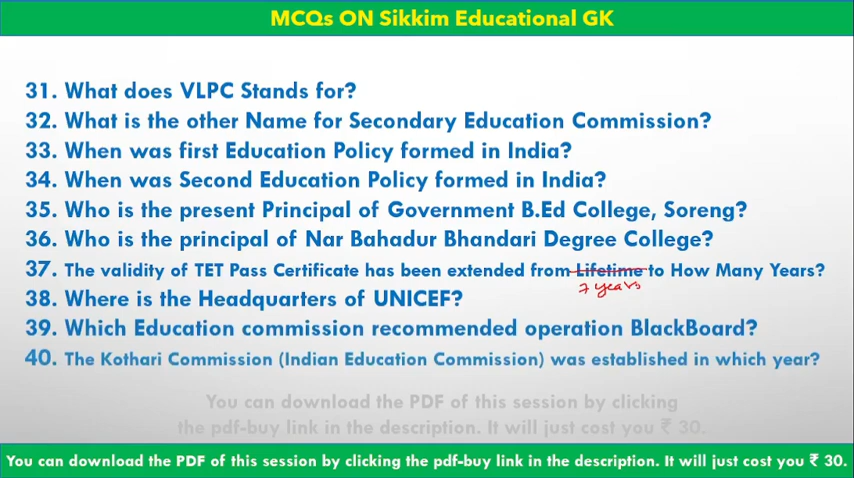 MCQs ON Sikkim Educational GK
31. What does VLPC Stands for?
32. What is the other Name for Secondary Education Commission?
33. When was first Education Policy formed in India?
34. When was Second Education Policy formed in India?
35. Who is the present Principal of Government B.Ed College, Soreng?
36. Who is the principal of Nar Bahadur Bhandari Degree College?
37. The validity of TET Pass Certificate has been extended from Lifetime to How Many Years?
7 years
38. Where is the Headquarters of UNICEF?
39. Which Education commission recommended operation BlackBoard?
40. The Kothari Commission (Indian Education Commission) was established in which year?
You can download the PDF of this session by clicking
the pdf-buy link in the description. It will just cost you ₹ 30.
You can download the PDF of this session by clicking the pdf-buy link in the description. It will just cost you ₹ 30.